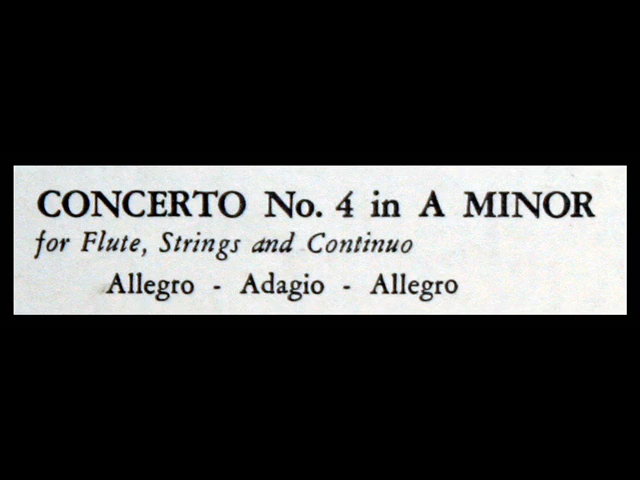 CONCERTO No. 4 in A MINOR
for Flute, Strings and Continuo
Allegro - Adagio - Allegro